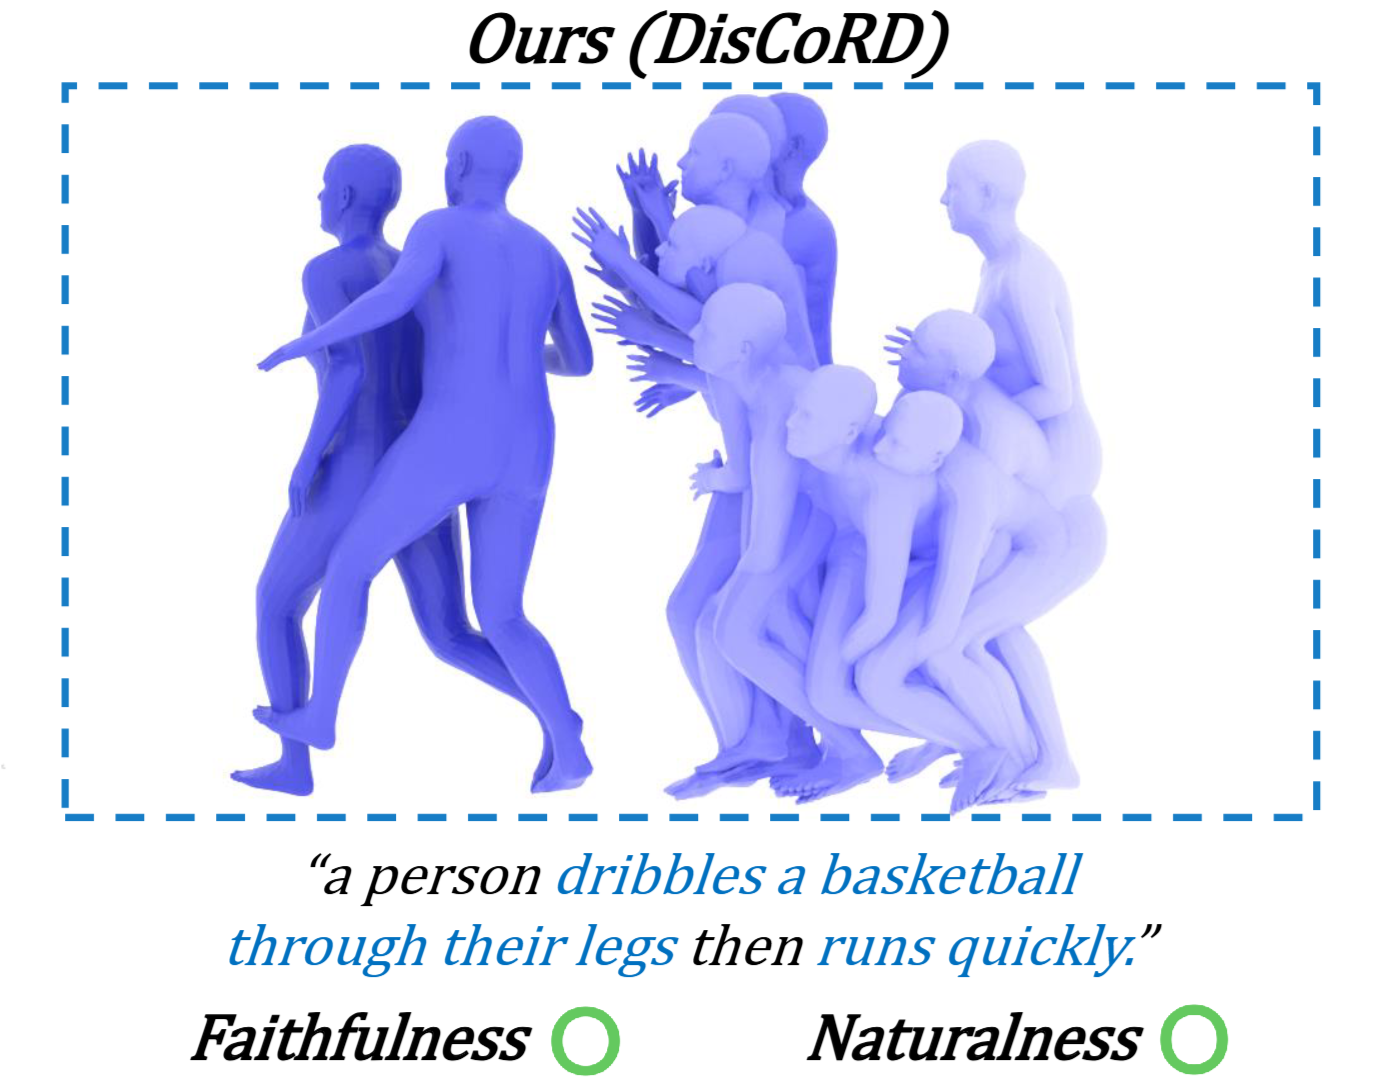 Ours (DisCoRD)
“a person dribbles a basketball
through their legs then runs quickly.”
Faithfulness
Naturalness